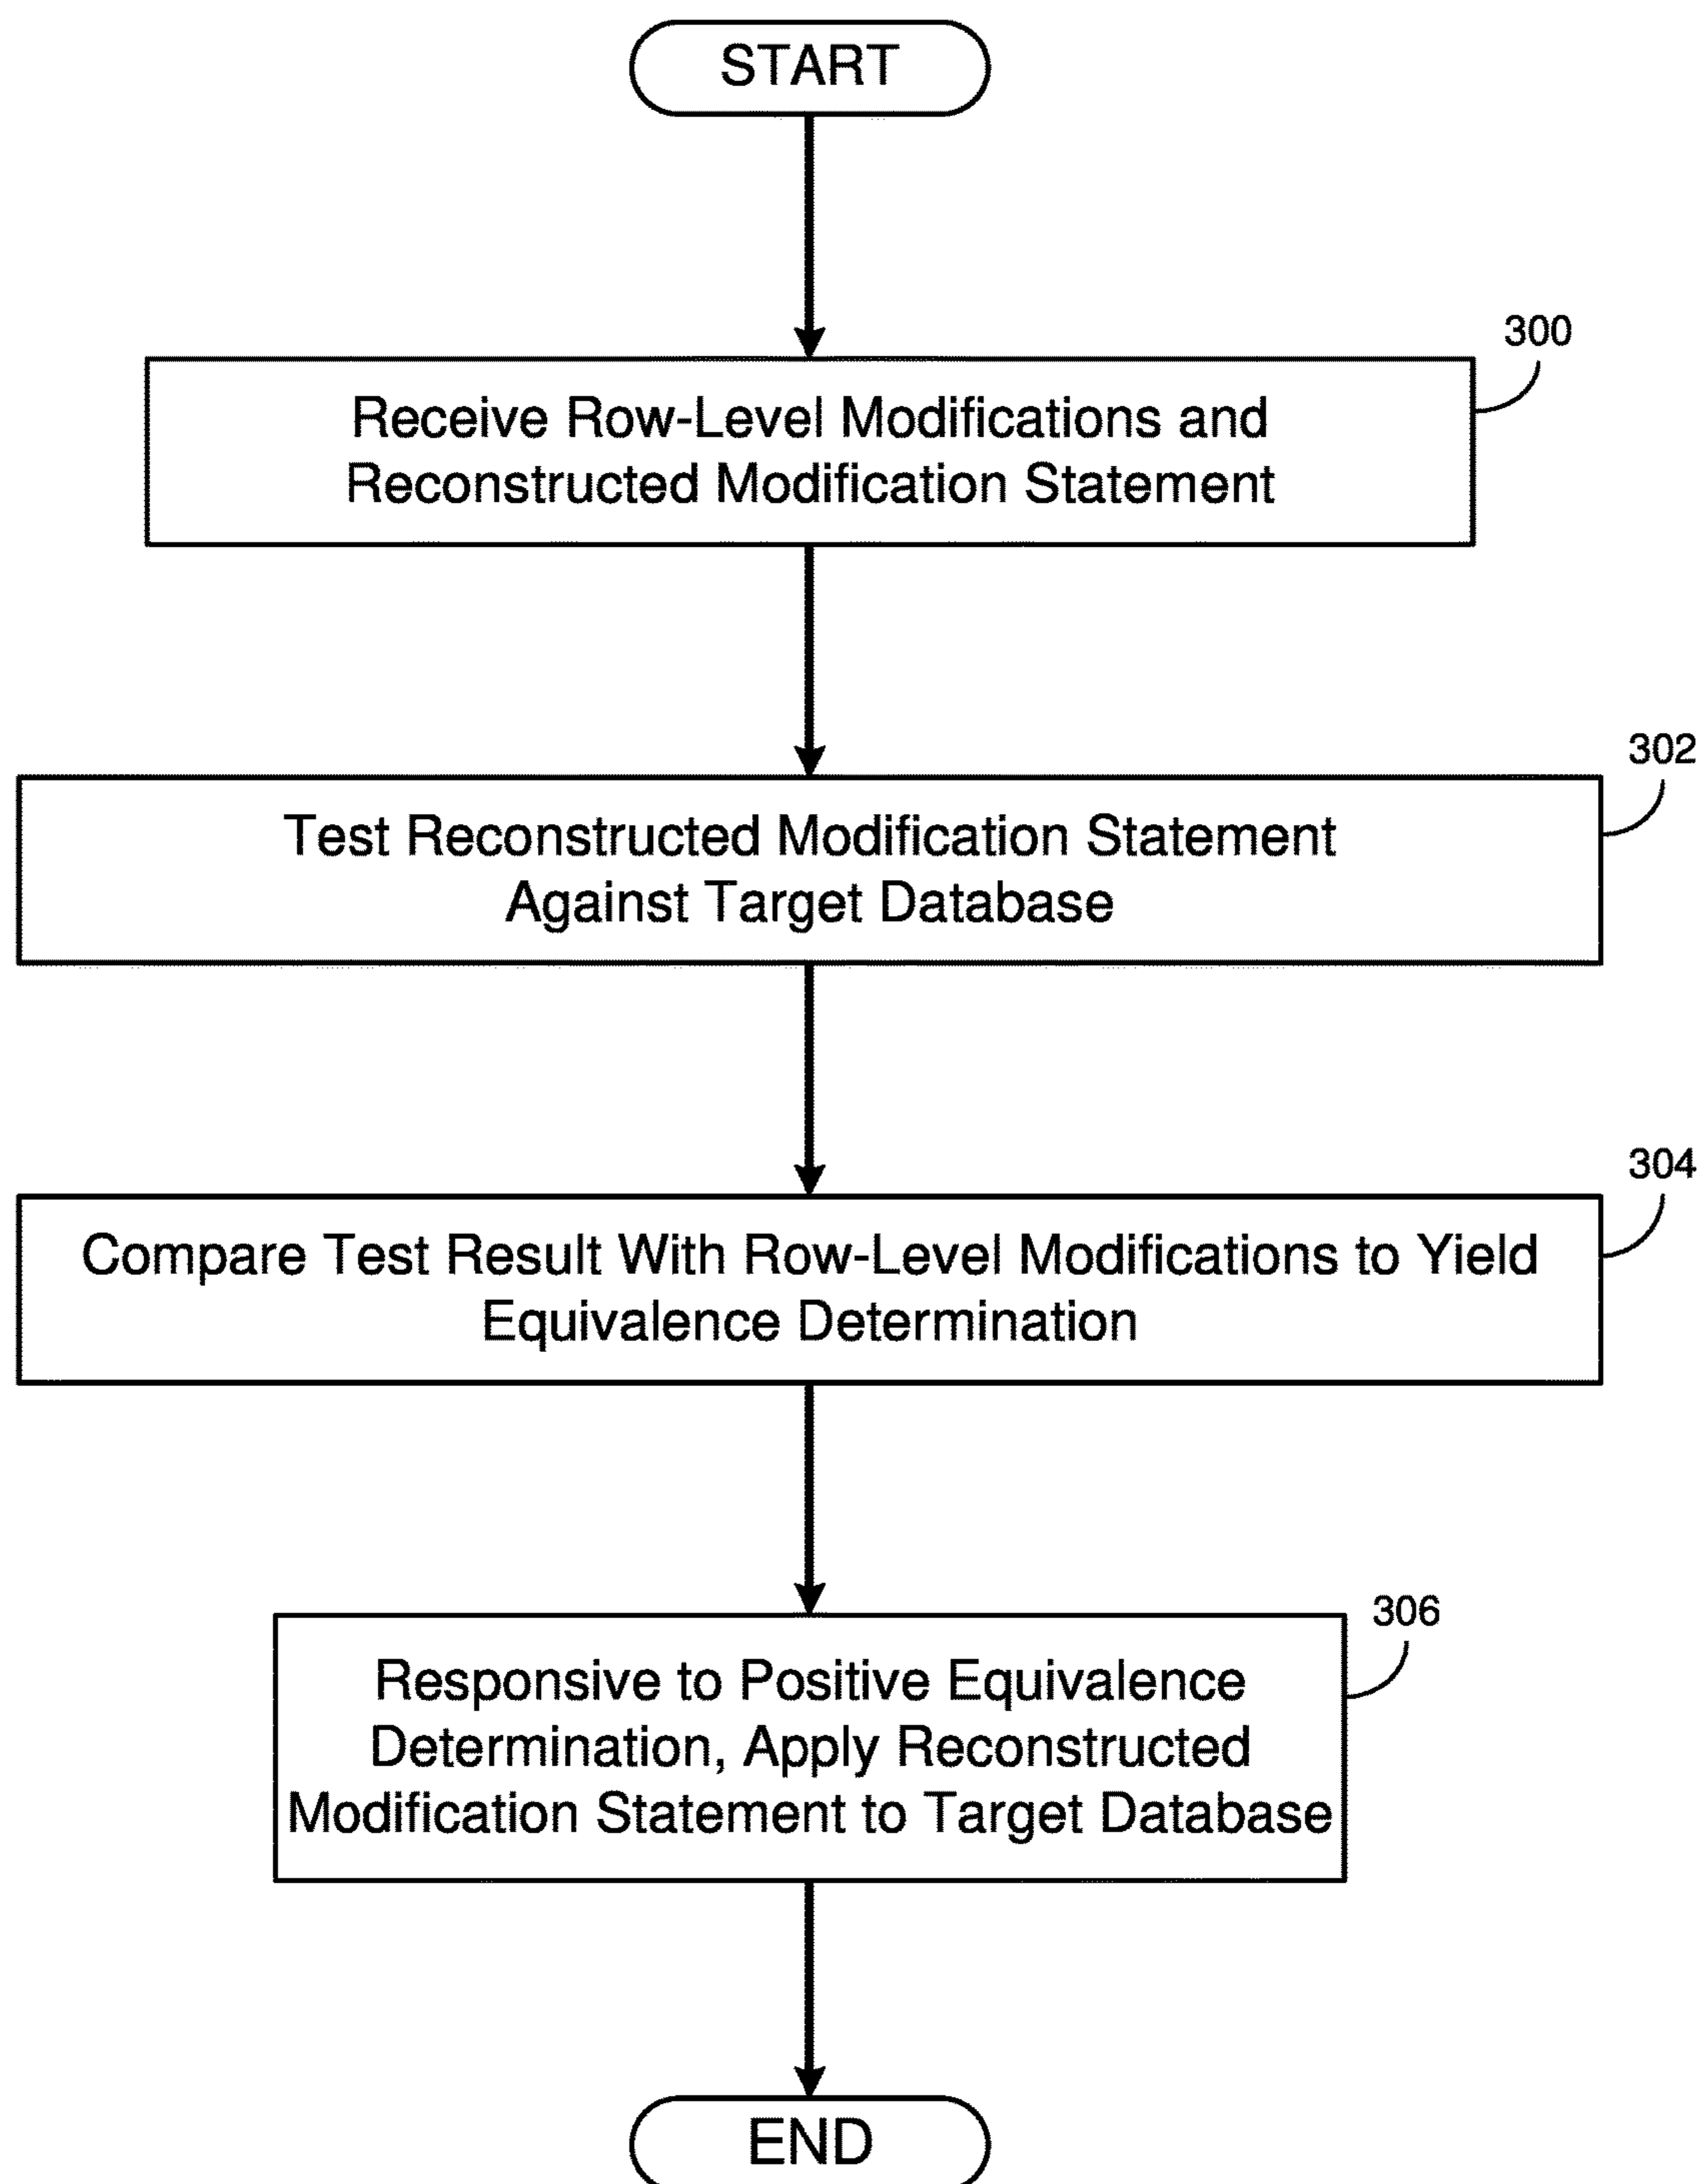 START
300
Receive Row-Level Modifications and
Reconstructed Modification Statement
302
Test Reconstructed Modification Statement
Against Target Database
304
Compare Test Result With Row-Level Modifications to Yield
Equivalence Determination
306
Responsive to Positive Equivalence
Determination, Apply Reconstructed
Modification Statement to Target Database
END